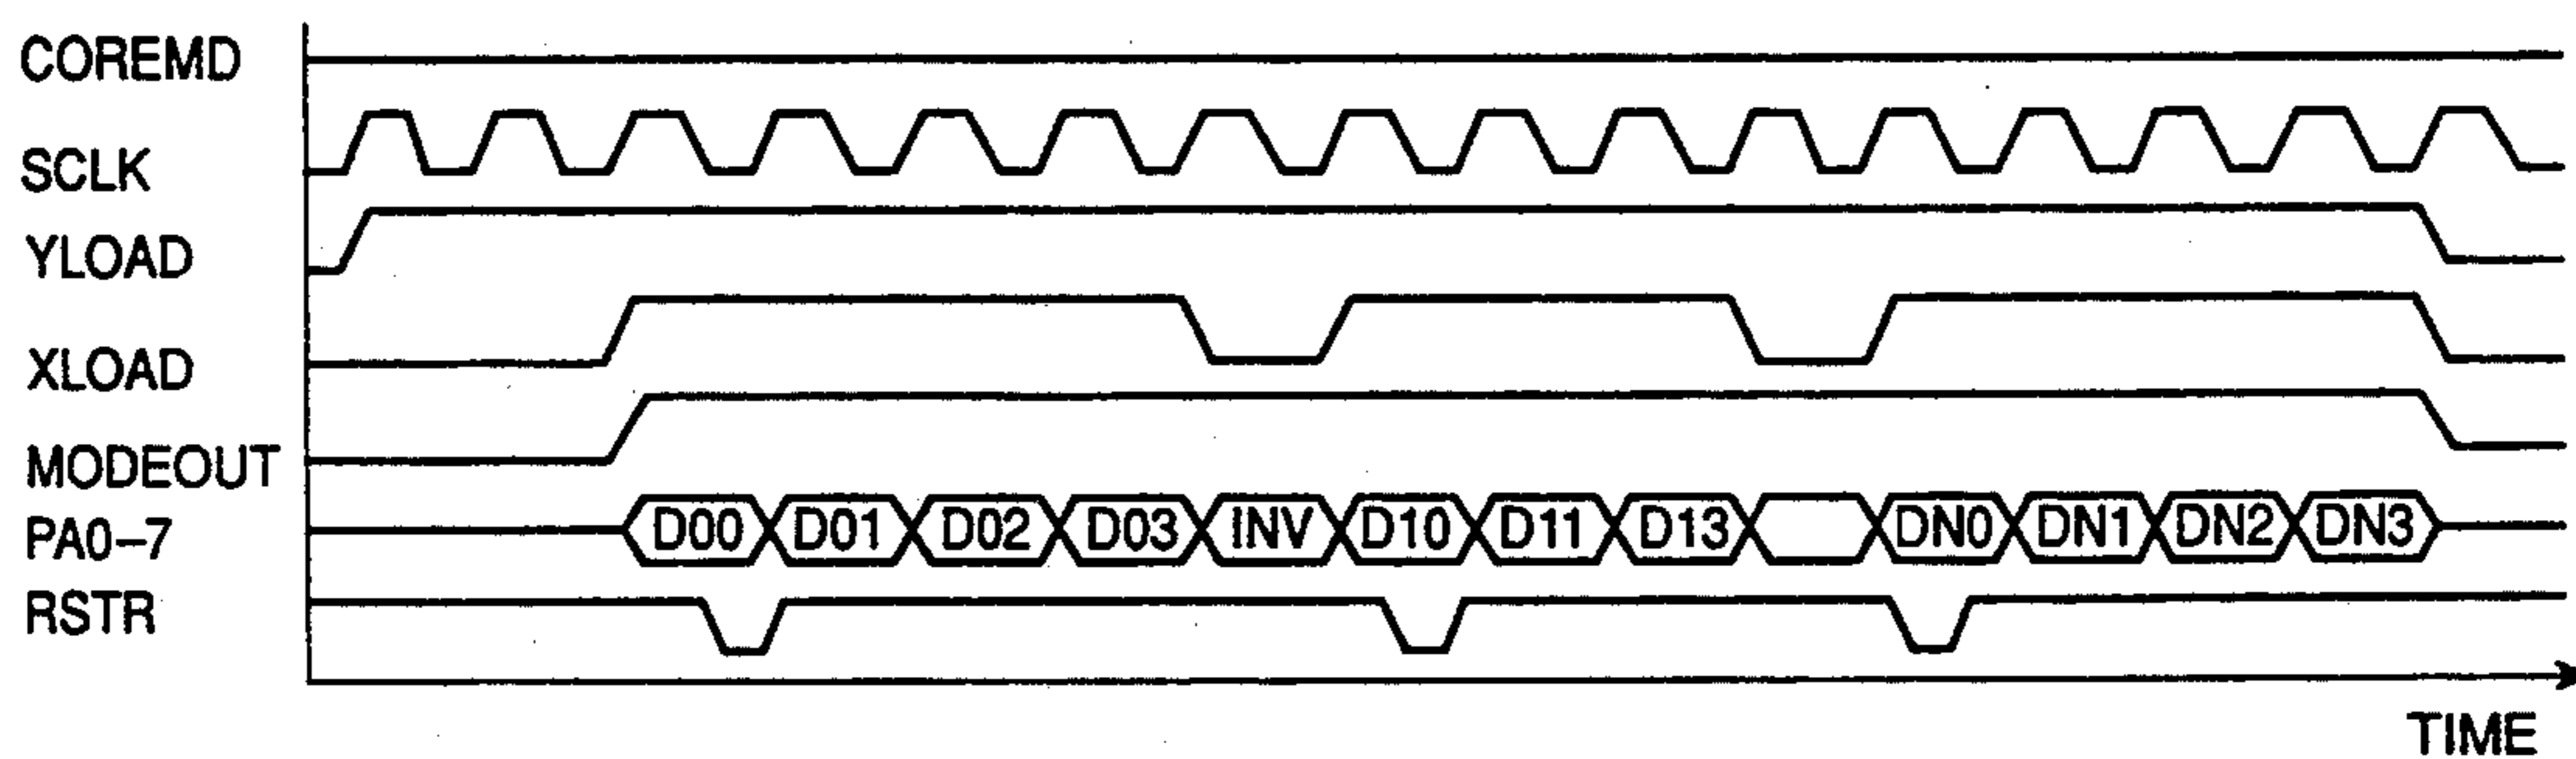 COREMD
SCLK
YLOAD
XLOAD
MODEOUT
PA0-7 D00 D01 D02 D03 INV D10 D11 D13 DN0 DN1 DN2 DN3
RSTR
TIME